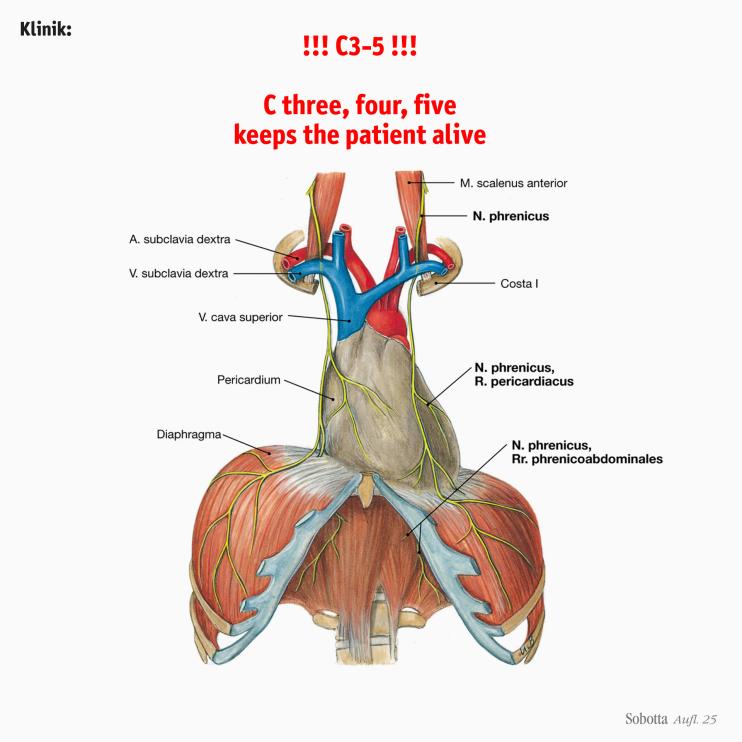 Klinik:
!!! C3-5 !!!
C three, four, five
keeps the patient alive
M. scalenus anterior
N. phrenicus
A. subclavia dextra
V. subclavia dextra
Costa I
V. cava superior
N. phrenicus,
R. pericardiacus
Pericardium
Diaphragma
N. phrenicus,
Rr. phrenicoabdominales
Sobotta Aufl. 25